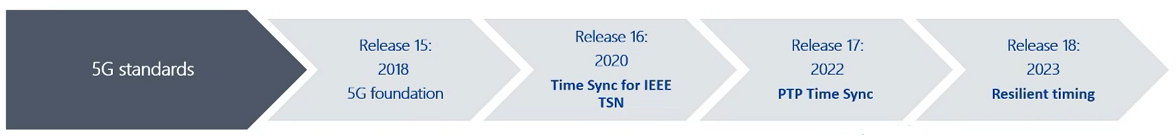 5G standards
Release 15:
2018
5G foundation
Release 16:
2020
Time Sync for IEEE
TSN
Release 17:
2022
PTP Time Sync
Release 18:
2023
Resilient timing